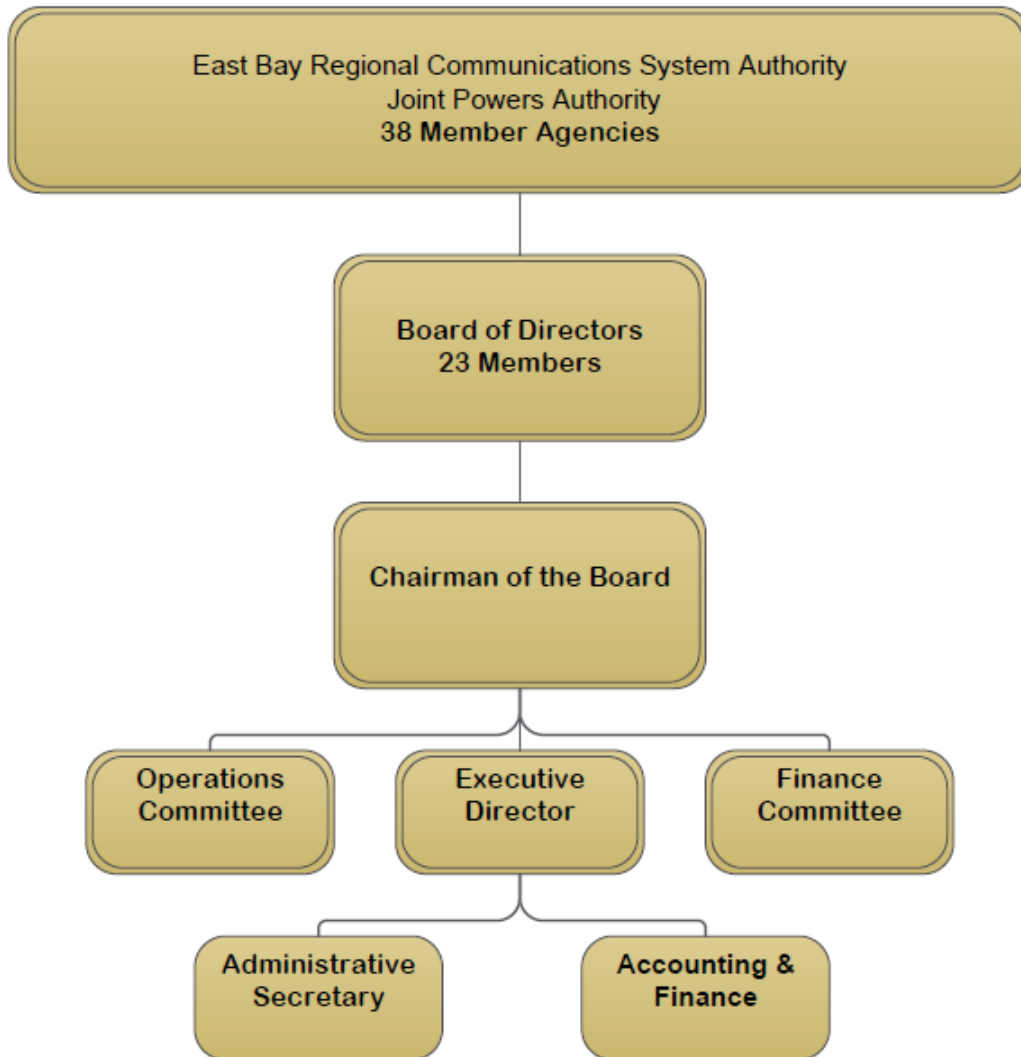 East Bay Regional Communications System Authority
Joint Powers Authority
38 Member Agencies
Board of Directors
23 Members
Chairman of the Board
Operations
Committee
Executive
Director
Finance
Committee
Administrative
Secretary
Accounting &
Finance